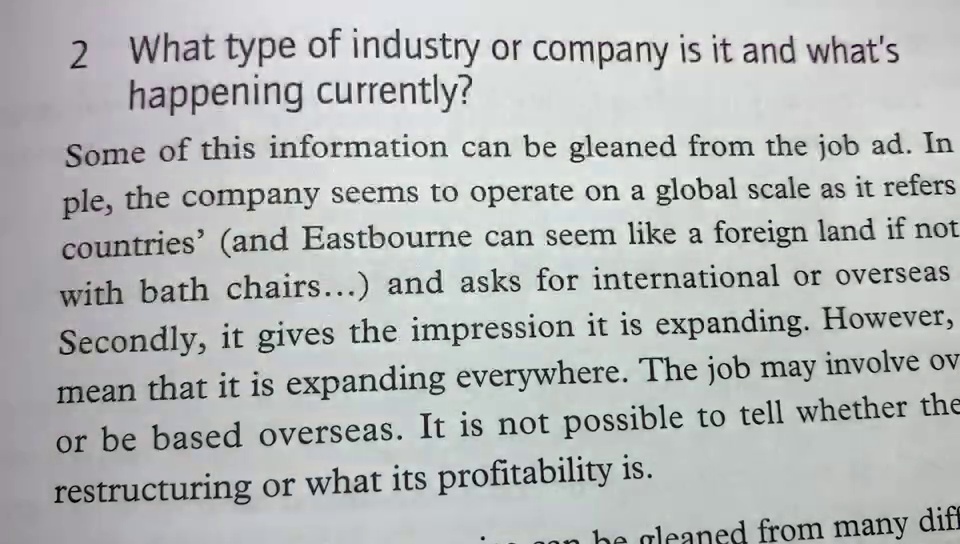 2 What type of industry or company is it and what's
happening currently?
Some of this information can be gleaned from the job ad. In
ple, the company seems to operate on a global scale as it refers
countries’ (and Eastbourne can seem like a foreign land if not
with bath chairs...) and asks for international or overseas
Secondly, it gives the impression it is expanding. However,
mean that it is expanding everywhere. The job may involve ov
or be based overseas. It is not possible to tell whether the
restructuring or what its profitability is.
can be gleaned from many diff